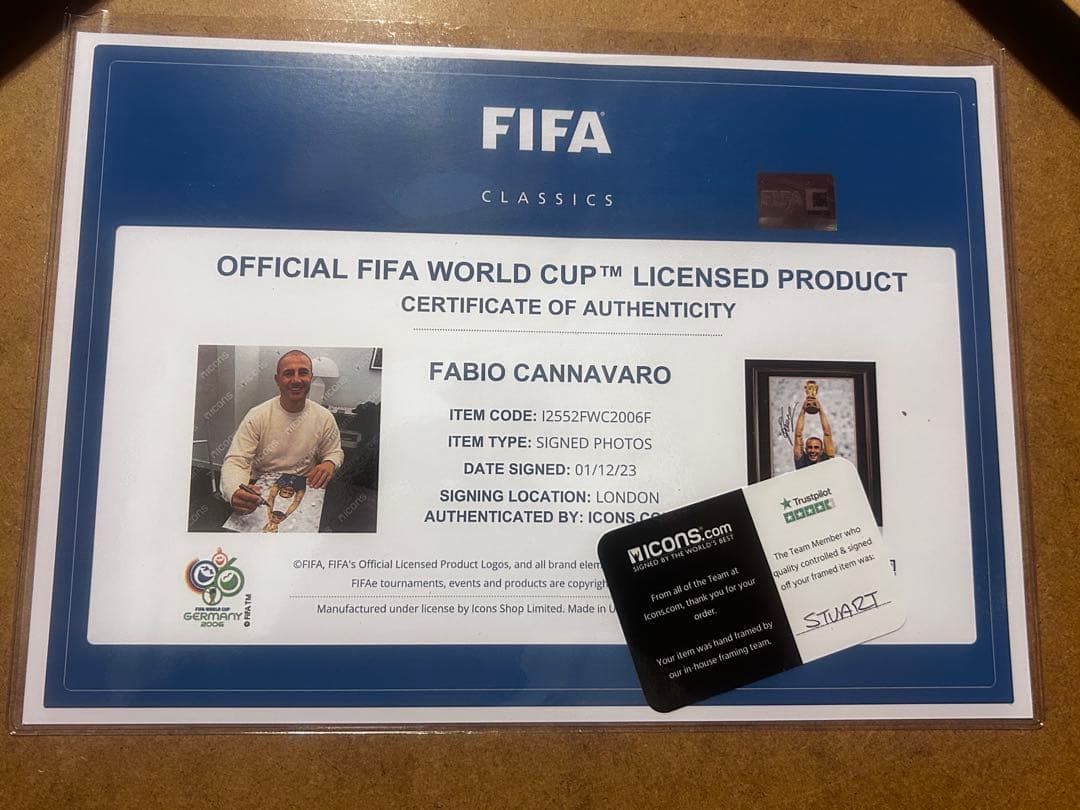 FIFA
CLASSICS
OFFICIAL FIFA WORLD CUP™ LICENSED PRODUCT
CERTIFICATE OF AUTHENTICITY
FABIO CANNAVARO
ITEM CODE: I2552FWC2006F
ITEM TYPE: SIGNED PHOTOS
DATE SIGNED: 01/12/23
SIGNING LOCATION: LONDON
AUTHENTICATED BY: ICONS.CO
©FIFA, FIFA's Official Licensed Product Logos, and all brand elem
FIFAe tournaments, events and products are copyrigh
Manufactured under license by Icons Shop Limited. Made in U
FIFA WORLD CUP
GERMANY
2006
© FIFA TM
ICONS.com
SIGNED BY THE WORLD'S BEST
From all of the Team at
Icons.com, thank you for your
order.
Your item was hand framed by
our in-house framing team.
Trustpilot
The Team Member who
quality controlled & signed
off your framed item was:
STUART